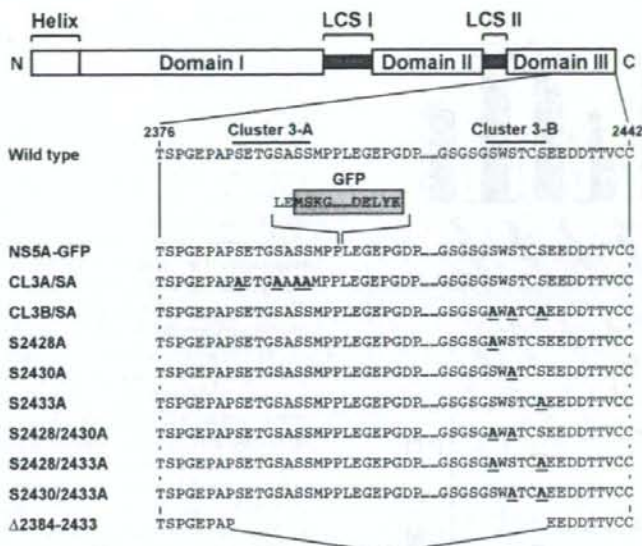 Helix LCS I LCS II
N Domain I Domain II Domain III C
2376 Cluster 3-A Cluster 3-B 2442
Wild type TSPGEPAPSETGSASSMPPLEGEPGDP......GSGSGSWSTCSEEDDTTVCC
GFP
LEMSKG......DELYK
NS5A-GFP TSPGEPAPSETGSASSMPPLEGEPGDP......GSGSGSWSTCSEEDDTTVCC
CL3A/SA TSPGEPAPAETGAAAAMPPLEGEPGDP......GSGSGSWSTCSEEDDTTVCC
CL3B/SA TSPGEPAPSETGSASSMPPLEGEPGDP......GSGSGAWATCAEEDDTTVCC
S2428A TSPGEPAPSETGSASSMPPLEGEPGDP......GSGSGAWSTCSEEDDTTVCC
S2430A TSPGEPAPSETGSASSMPPLEGEPGDP......GSGSGSWATCSEEDDTTVCC
S2433A TSPGEPAPSETGSASSMPPLEGEPGDP......GSGSGSWSTCAEEDDTTVCC
S2428/2430A TSPGEPAPSETGSASSMPPLEGEPGDP......GSGSGAWATCSEEDDTTVCC
S2428/2433A TSPGEPAPSETGSASSMPPLEGEPGDP......GSGSGAWSTCAEEDDTTVCC
S2430/2433A TSPGEPAPSETGSASSMPPLEGEPGDP......GSGSGSWATCAEEDDTTVCC
Δ2384-2433 TSPGEPAP EEDDTTVCC